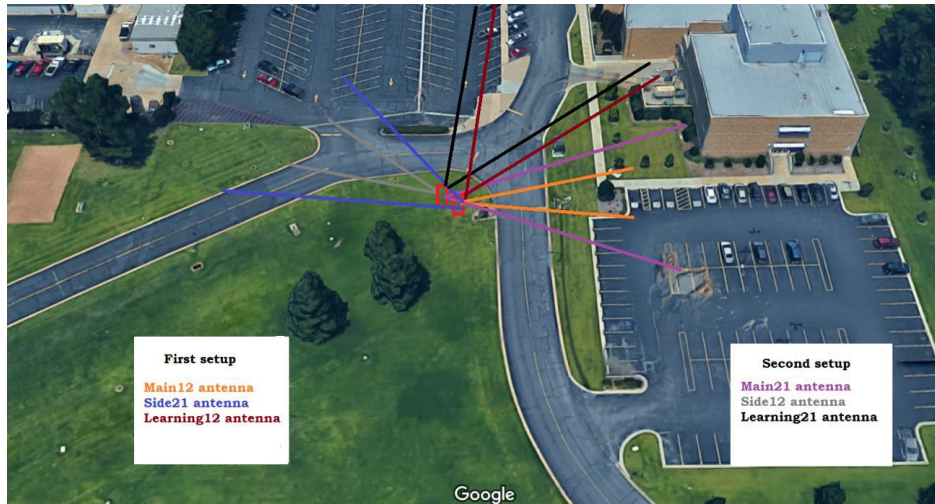 First setup
Main12 antenna
Side21 antenna
Learning12 antenna
Second setup
Main21 antenna
Side12 antenna
Learning21 antenna
Google